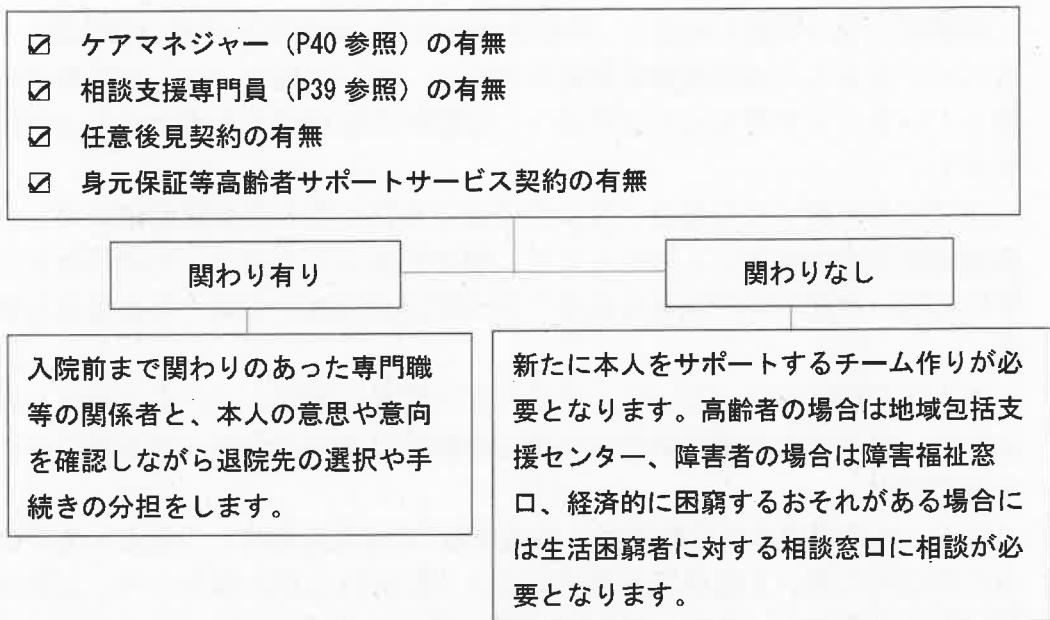 ☑ ケアマネジャー（P40 参照）の有無
☑ 相談支援専門員（P39 参照）の有無
☑ 任意後見契約の有無
☑ 身元保証等高齢者サポートサービス契約の有無
関わり有り
関わりなし
入院前まで関わりのあった専門職
等の関係者と、本人の意思や意向
を確認しながら退院先の選択や手
続きの分担をします。
新たに本人をサポートするチーム作りが必
要となります。高齢者の場合は地域包括支
援センター、障害者の場合は障害福祉窓
口、経済的に困窮するおそれがある場合に
は生活困窮者に対する相談窓口に相談が必
要となります。